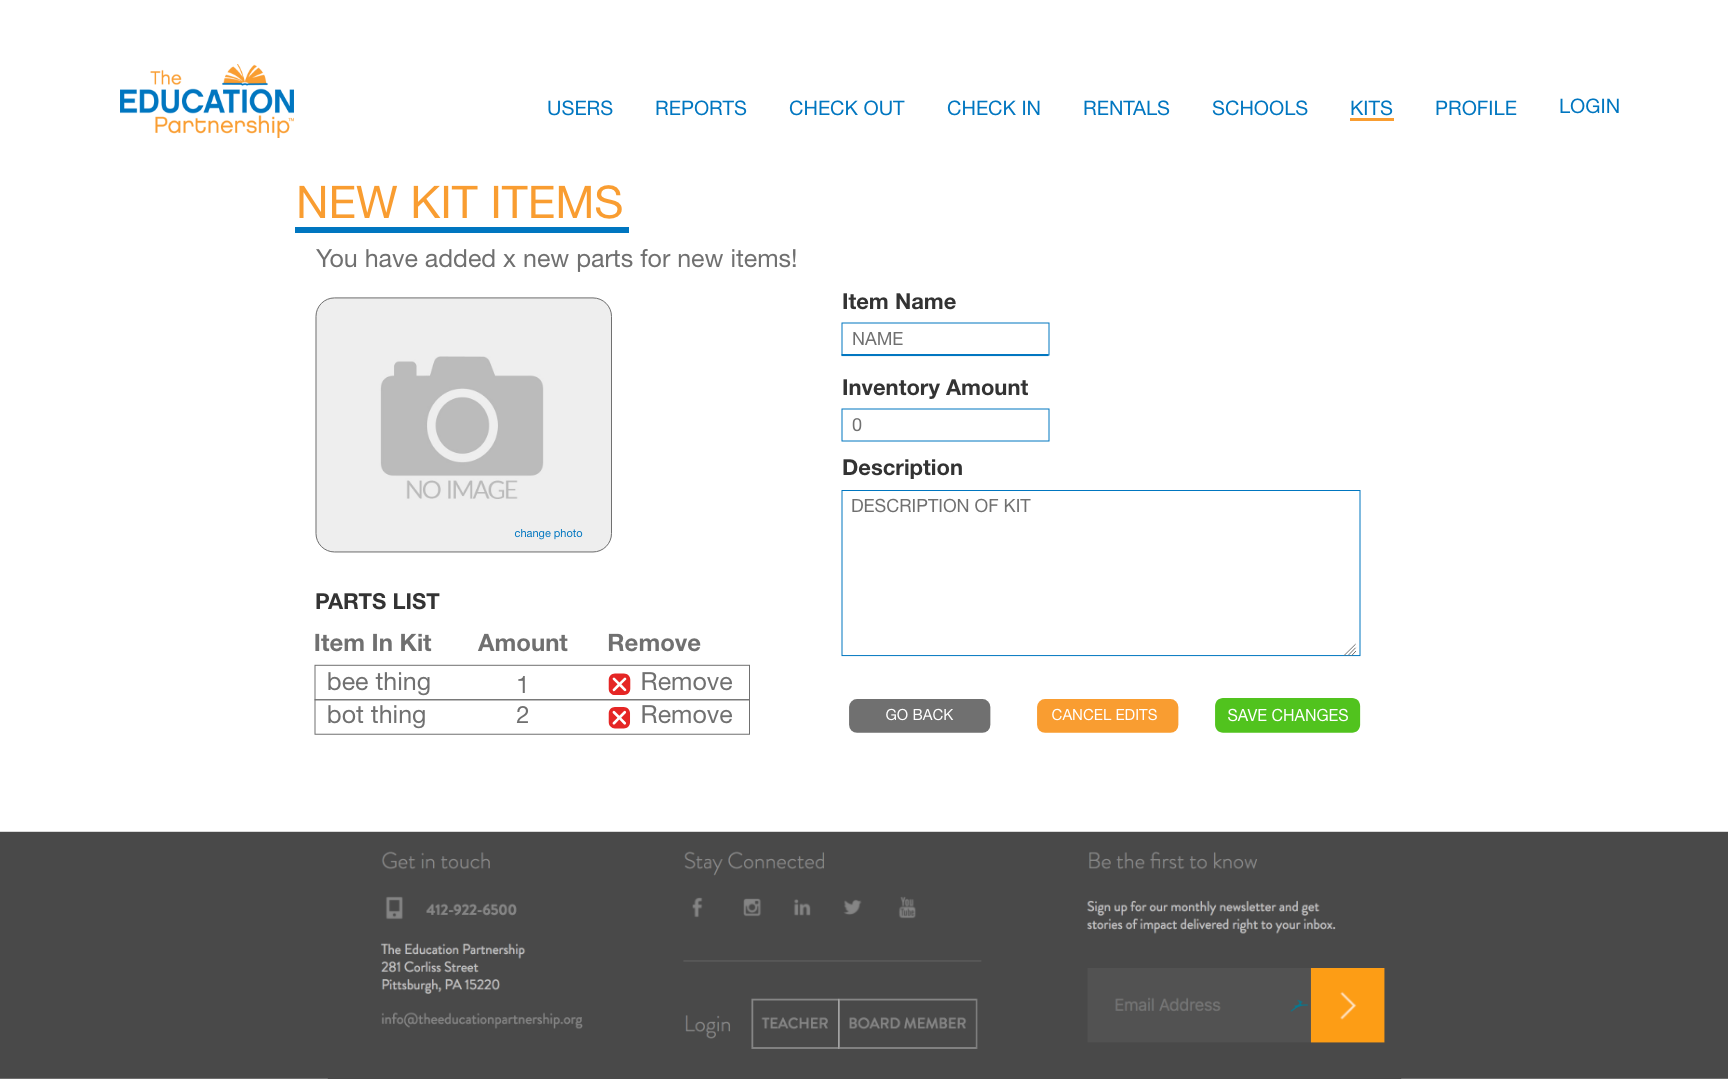 The
EDUCATION
Partnership™
USERS REPORTS CHECK OUT CHECK IN RENTALS SCHOOLS KITS PROFILE LOGIN
NEW KIT ITEMS
You have added x new parts for new items!
NO IMAGE
change photo
Item Name
NAME
Inventory Amount
0
Description
DESCRIPTION OF KIT
PARTS LIST
Item In Kit Amount Remove
bee thing 1 Remove
bot thing 2 Remove
GO BACK CANCEL EDITS SAVE CHANGES
Get in touch
412-922-6500
The Education Partnership
281 Corliss Street
Pittsburgh, PA 15220
info@theeducationpartnership.org
Stay Connected
f in You Tube
Login TEACHER BOARD MEMBER
Be the first to know
Sign up for our monthly newsletter and get
stories of impact delivered right to your inbox.
Email Address